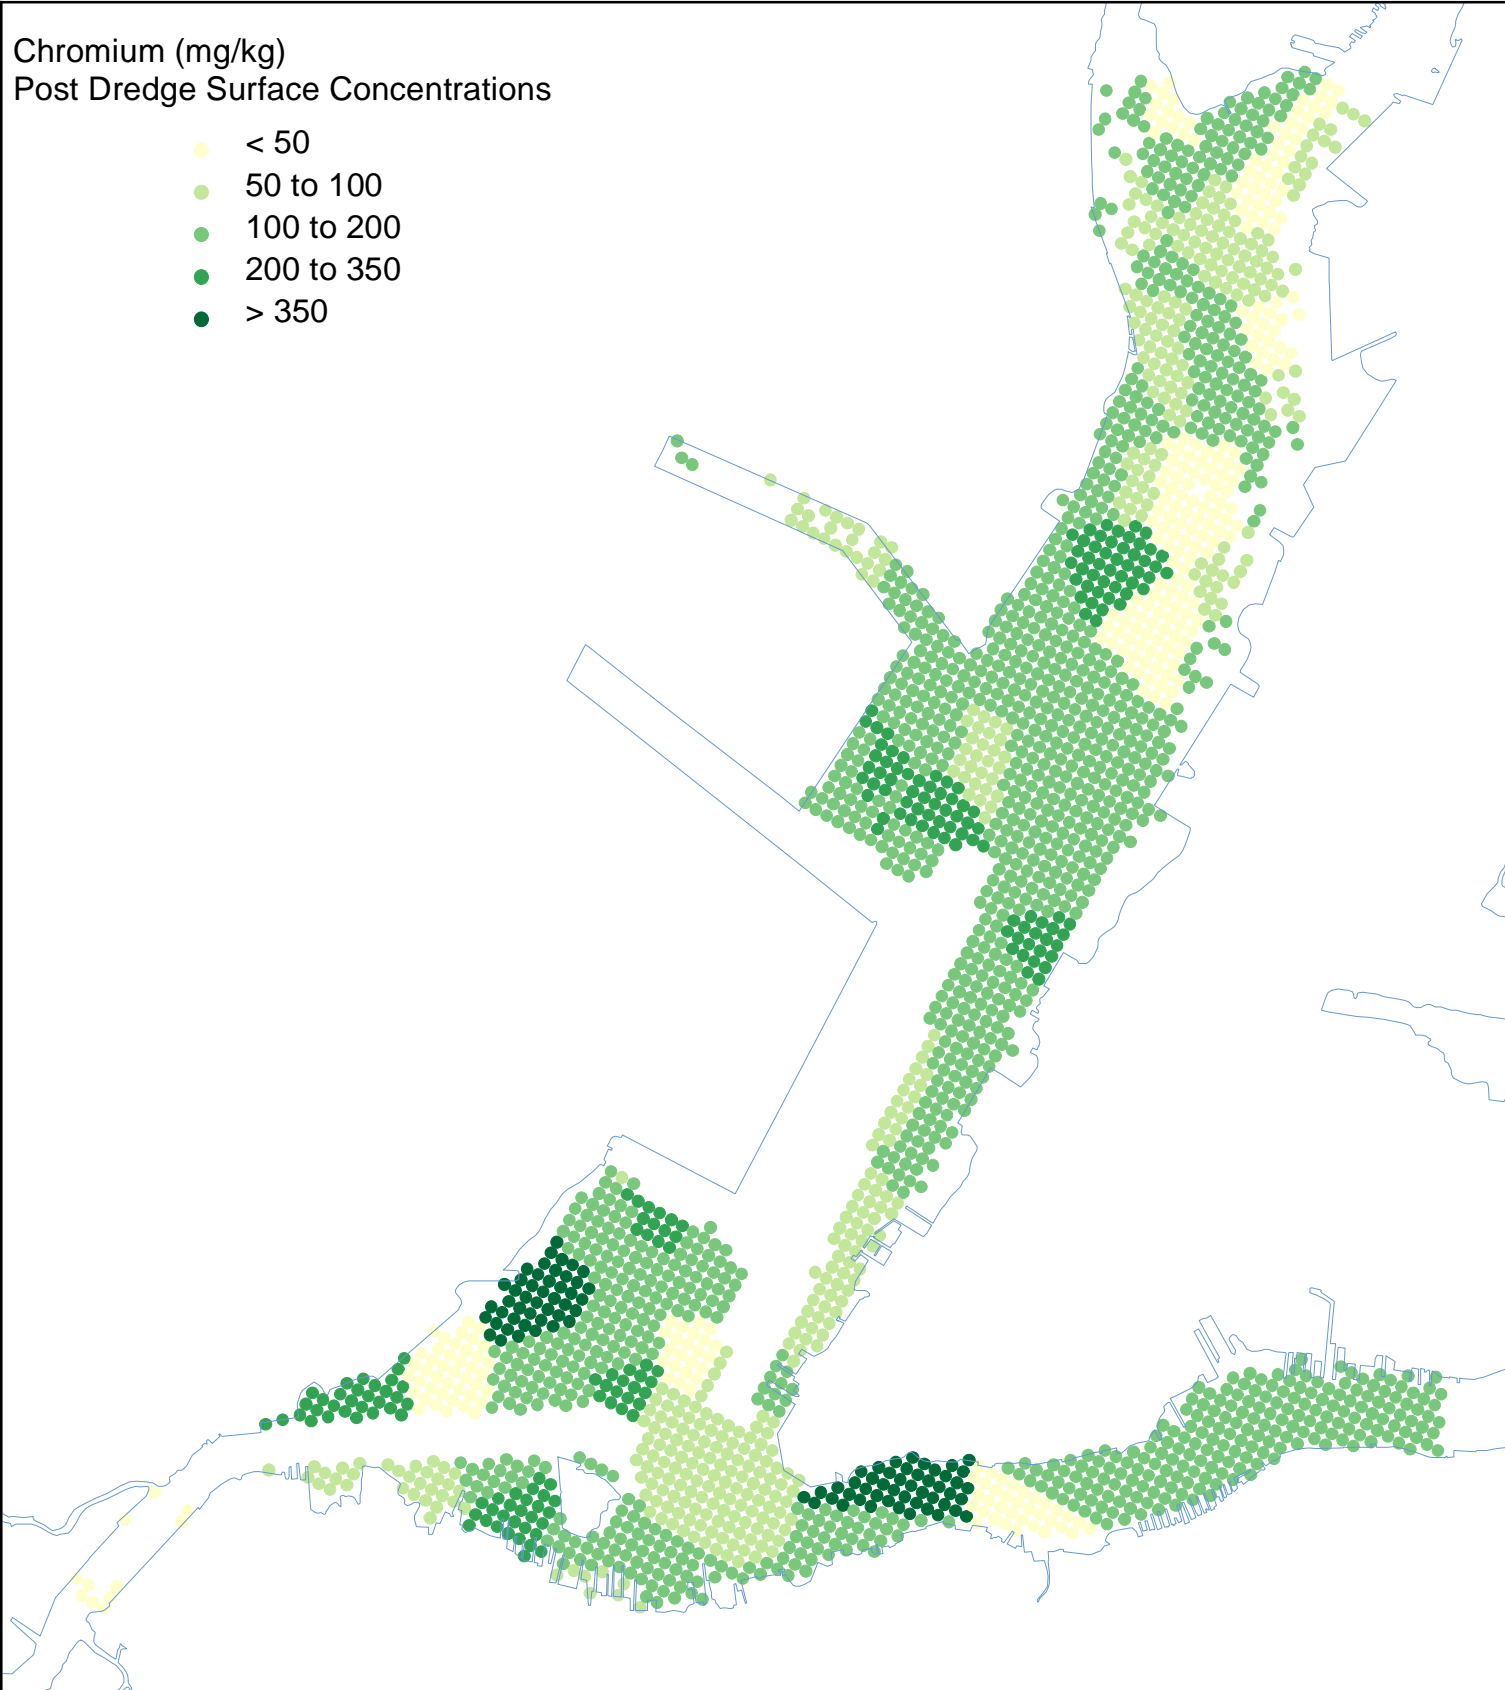 Chromium (mg/kg)
Post Dredge Surface Concentrations
< 50
50 to 100
100 to 200
200 to 350
> 350